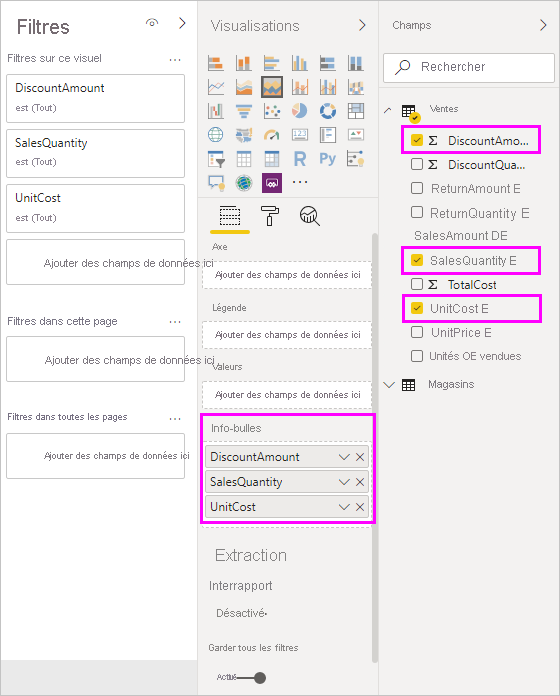 Filtres
Filtres sur ce visuel
...
DiscountAmount
est (Tout)
SalesQuantity
est (Tout)
UnitCost
est (Tout)
Ajouter des champs de données ici
Filtres dans cette page
...
Ajouter des champs de données ici
Filtres dans toutes les pages
...
Ajouter des champs de données ici
Visualisations
R
Py
...
Axe
Ajouter des champs de données ici
Légende
Ajouter des champs de données ici
Valeurs
Ajouter des champs de données ici
Info-bulles
DiscountAmount
SalesQuantity
UnitCost
Extraction
Interrapport
Désactivé
Garder tous les filtres
Activé
Champs
Rechercher
Ventes
Σ DiscountAmo...
Σ DiscountQua...
ReturnAmount E
ReturnQuantity E
SalesAmount DE
SalesQuantity E
Σ TotalCost
UnitCost E
UnitPrice E
Unités OE vendues
Magasins